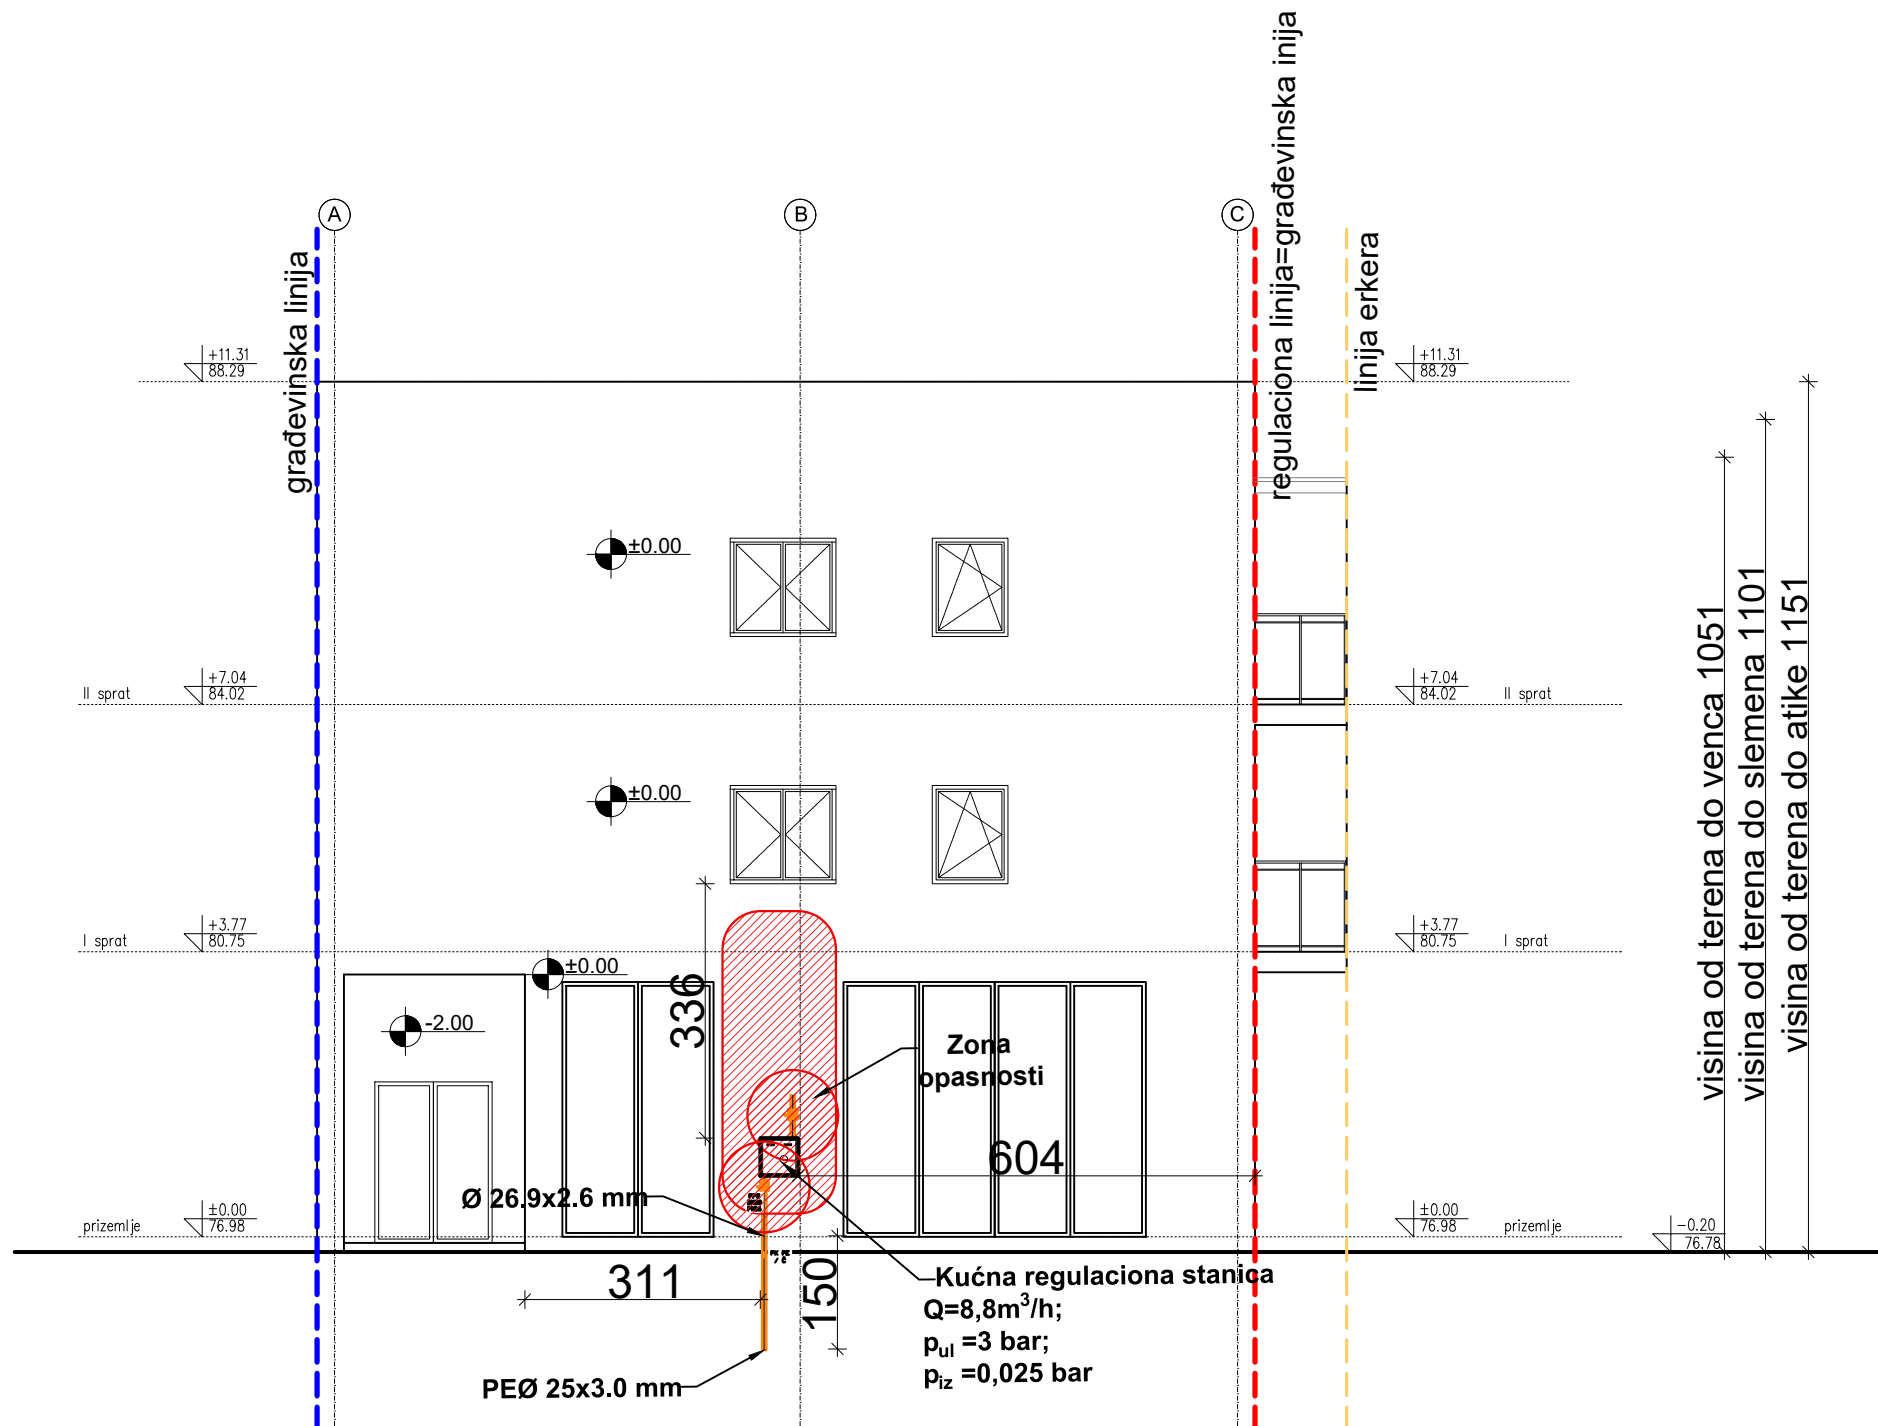 A
B
C
građevinska linija
regulaciona linija=građevinska inija
linija erkera
+11.31
88.29
+11.31
88.29
±0.00
II sprat
+7.04
84.02
+7.04
84.02
II sprat
±0.00
I sprat
+3.77
80.75
+3.77
80.75
I sprat
±0.00
-2.00
336
Zona
opasnosti
604
Ø 26.9x2.6 mm
prizemlje
±0.00
76.98
±0.00
76.98
prizemlje
-0.20
76.78
311
150
Kućna regulaciona stanica
Q=8,8m³/h;
pul =3 bar;
piz =0,025 bar
PEØ 25x3.0 mm
visina od terena do venca 1051
visina od terena do slemena 1101
visina od terena do atike 1151